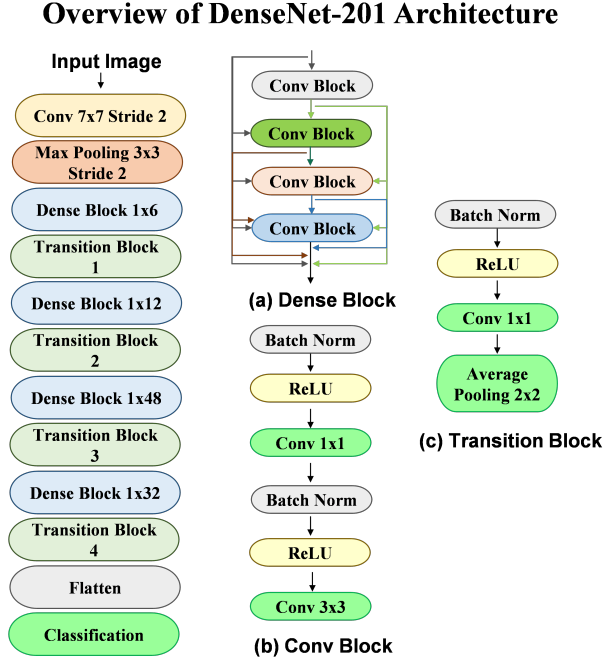 Overview of DenseNet-201 Architecture
Input Image
Conv 7x7 Stride 2
Max Pooling 3x3
Stride 2
Dense Block 1x6
Transition Block
1
Dense Block 1x12
Transition Block
2
Dense Block 1x48
Transition Block
3
Dense Block 1x32
Transition Block
4
Flatten
Classification
Conv Block
Conv Block
Conv Block
Conv Block
(a) Dense Block
Batch Norm
ReLU
Conv 1x1
Batch Norm
ReLU
Conv 3x3
(b) Conv Block
Batch Norm
ReLU
Conv 1x1
Average
Pooling 2x2
(c) Transition Block